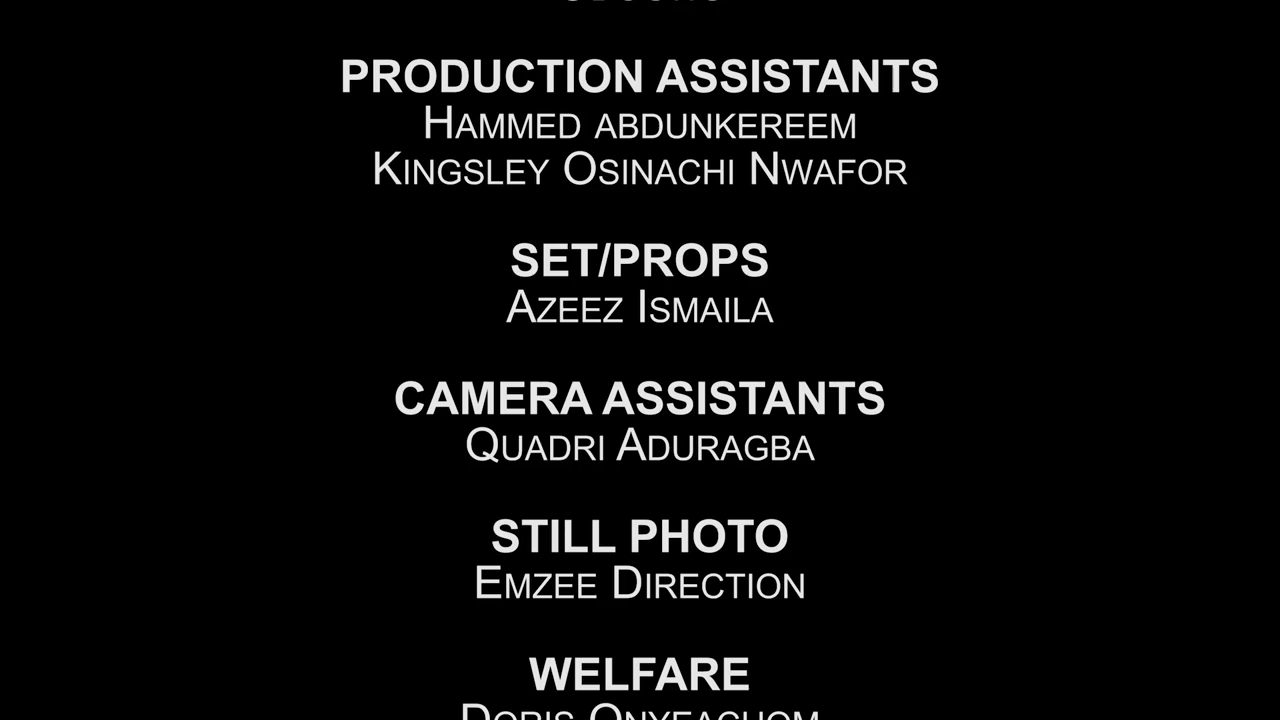 PRODUCTION ASSISTANTS
Hammed abdunkereem
Kingsley Osinachi Nwafor
SET/PROPS
Azeez Ismaila
CAMERA ASSISTANTS
Quadri Aduragba
STILL PHOTO
Emzee Direction
WELFARE
Doris